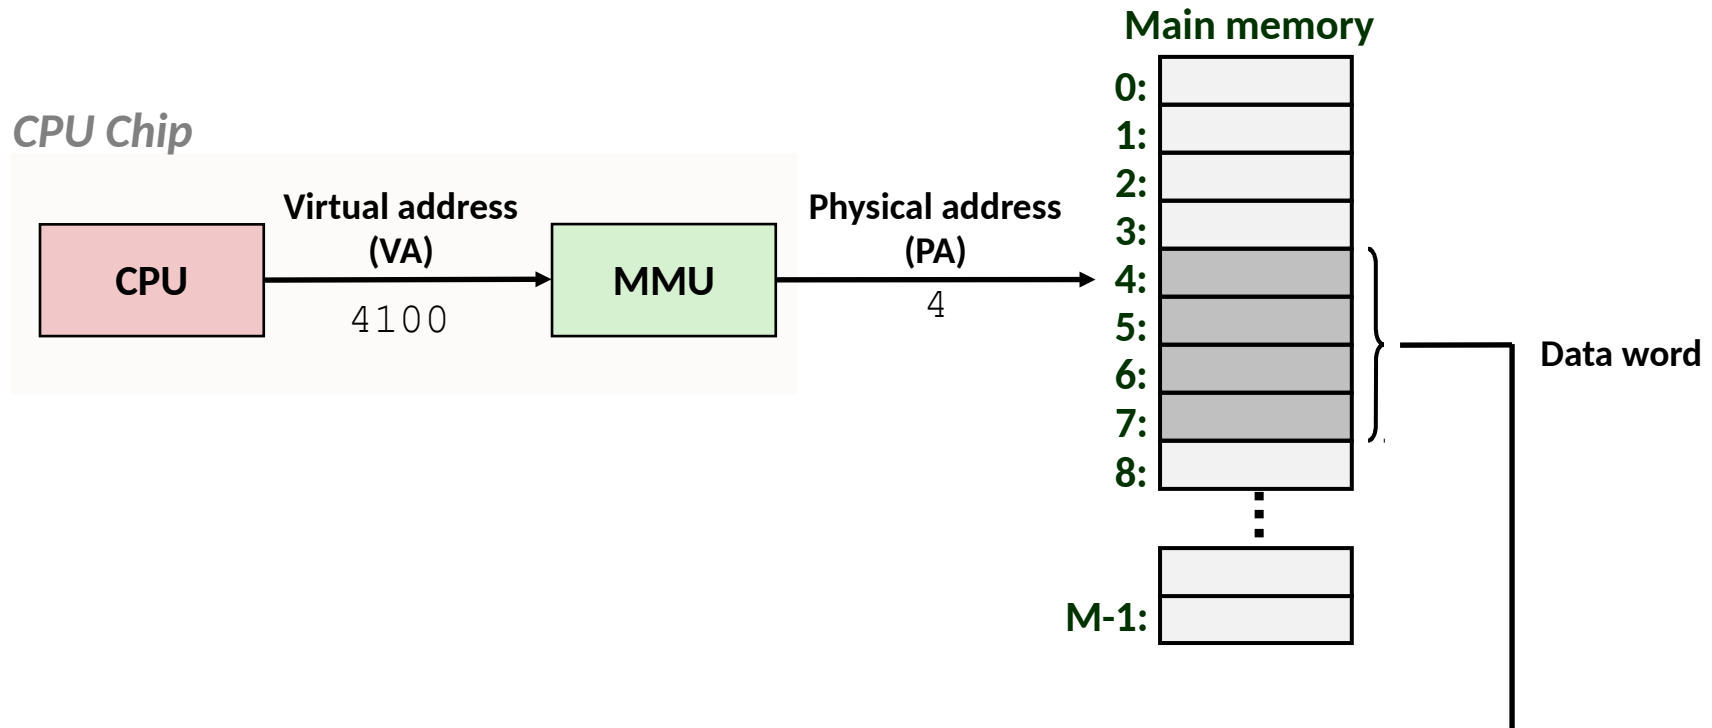 Main memory
0:
1:
2:
3:
4:
5:
6:
7:
8:
M-1:
CPU Chip
Virtual address
(VA)
CPU
4100
MMU
Physical address
(PA)
4
Data word